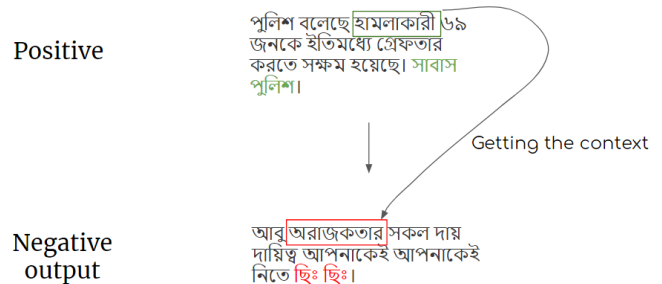 Positive
পুলিশ বলেছে হামলাকারী ৬৯
জনকে ইতিমধ্যে গ্রেফতার
করতে সক্ষম হয়েছে। সাবাস
পুলিশ।
Getting the context
Negative
output
আবু অরাজকতার সকল দায়
দায়িত্ব আপনাকেই আপনাকেই
নিতে ছিঃ ছিঃ।